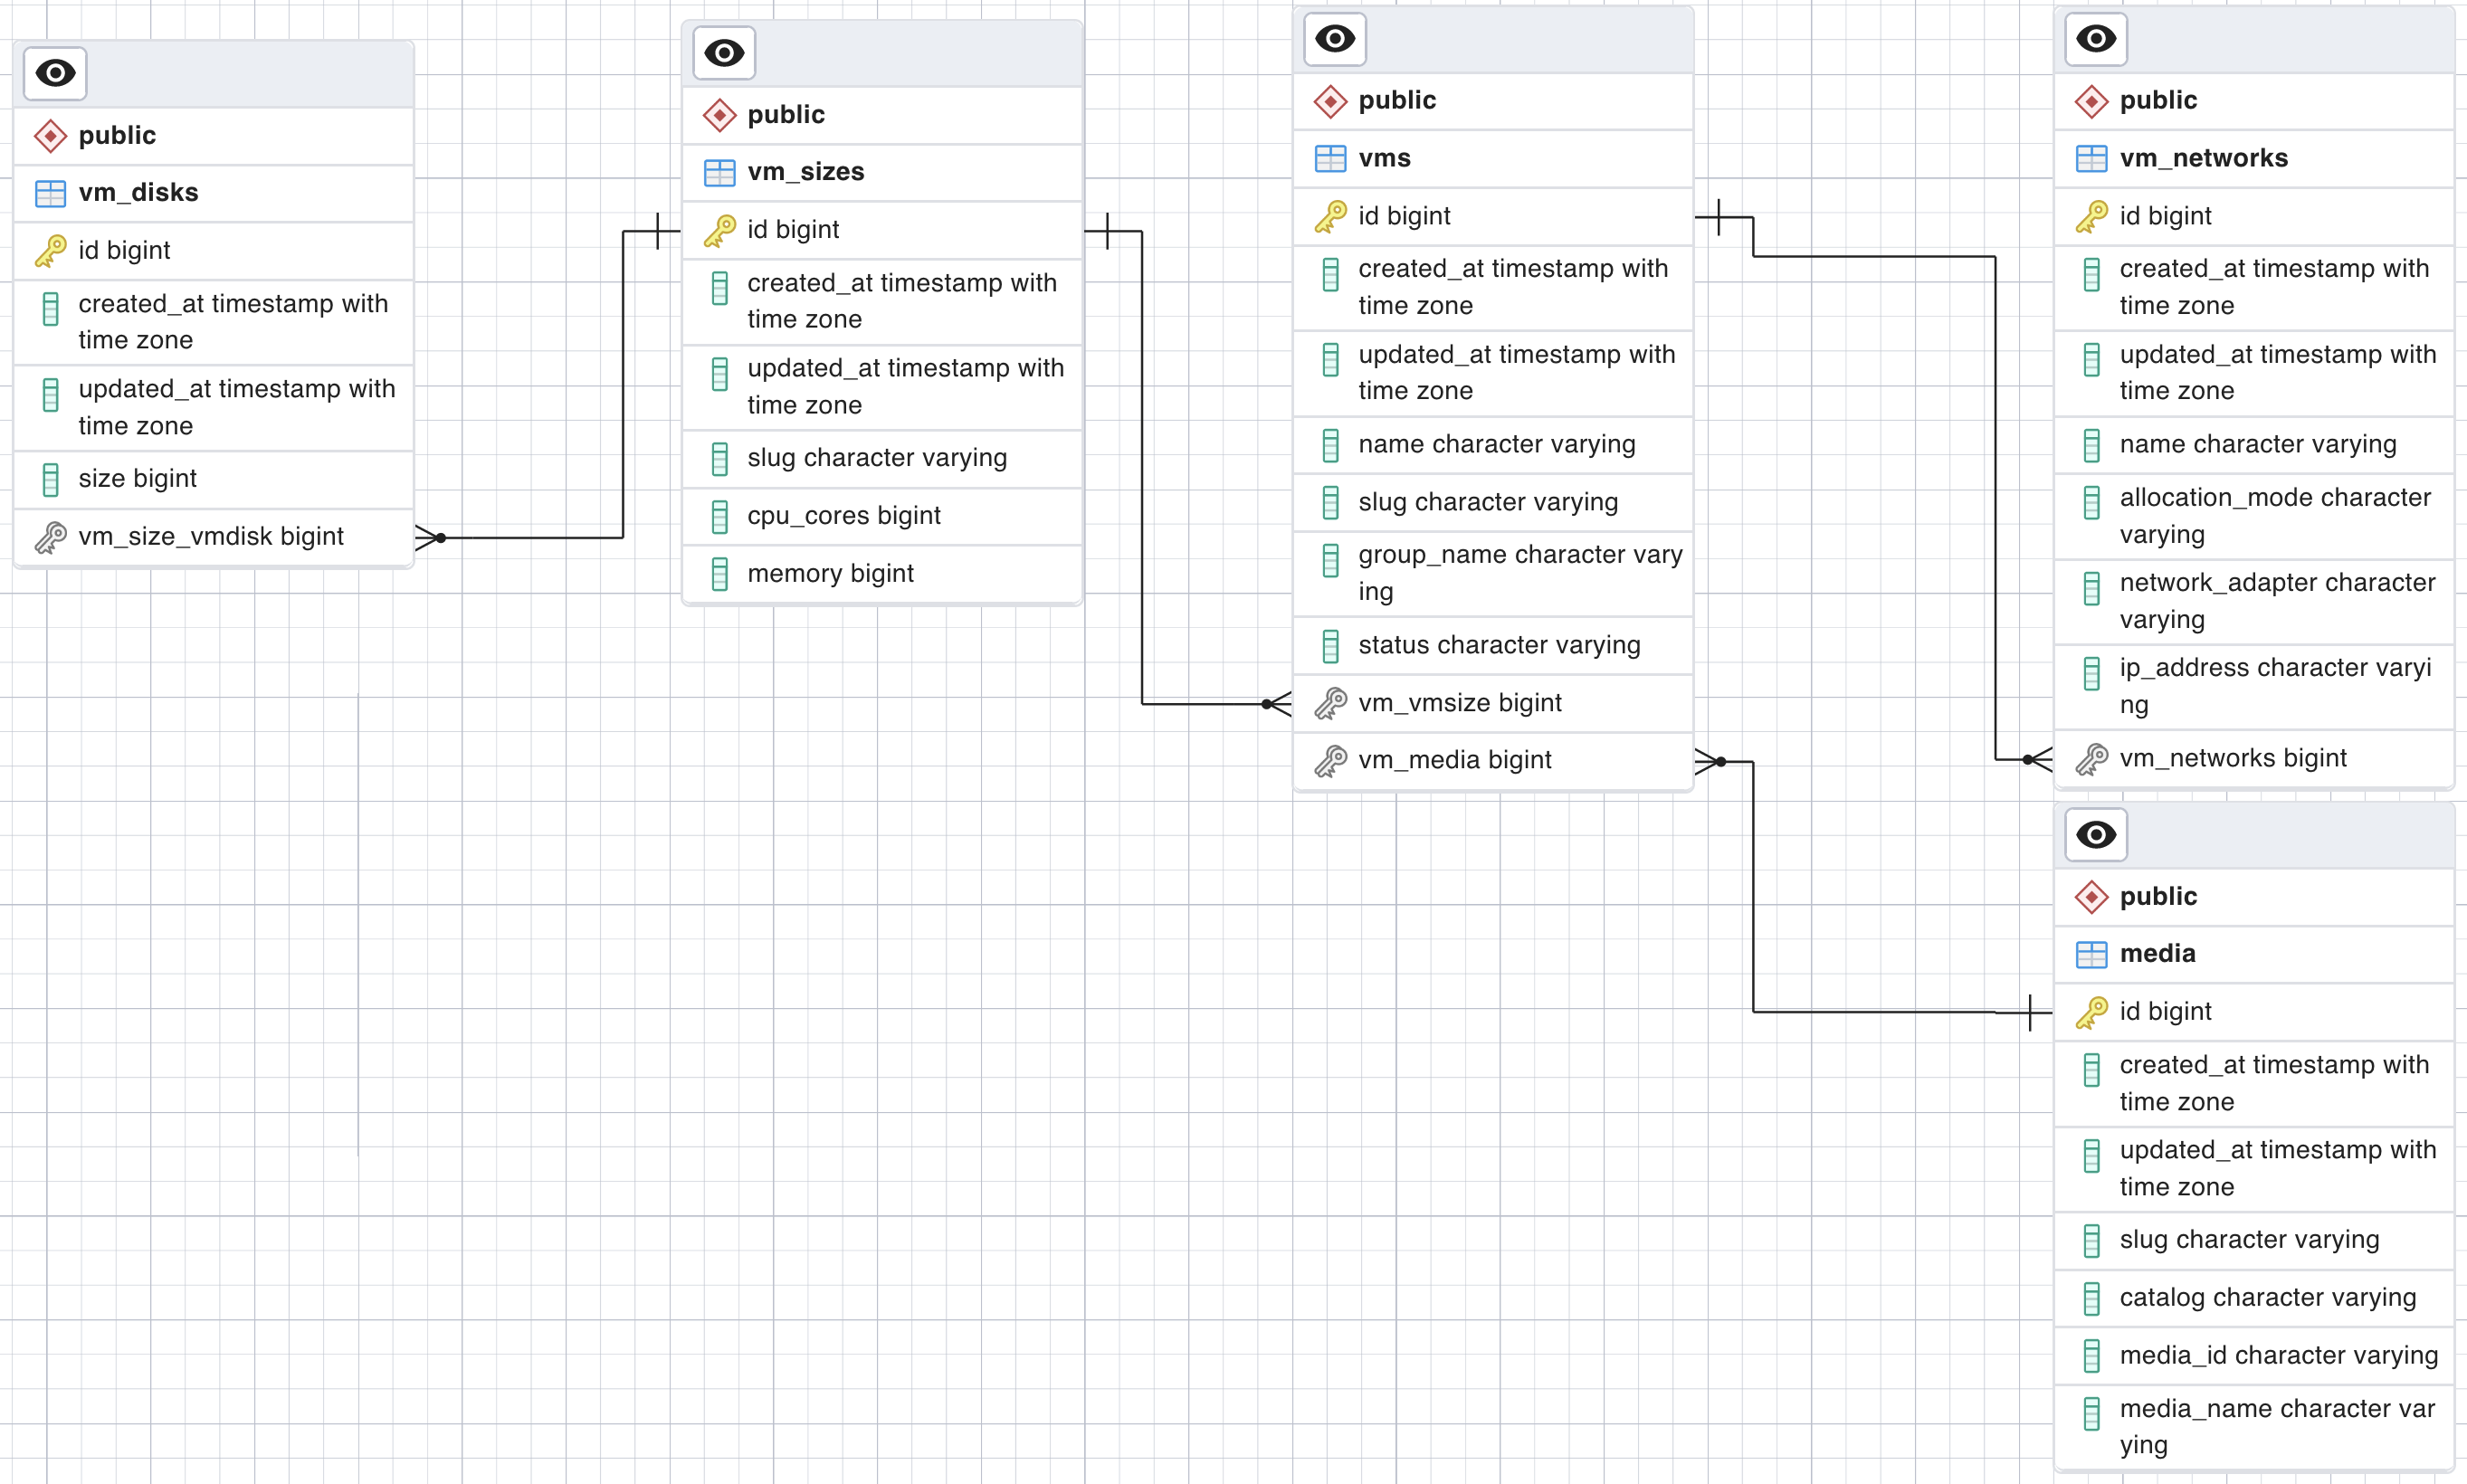 public
vm_disks
id bigint
created_at timestamp with
time zone
updated_at timestamp with
time zone
size bigint
vm_size_vmdisk bigint
public
vm_sizes
id bigint
created_at timestamp with
time zone
updated_at timestamp with
time zone
slug character varying
cpu_cores bigint
memory bigint
public
vms
id bigint
created_at timestamp with
time zone
updated_at timestamp with
time zone
name character varying
slug character varying
group_name character vary
ing
status character varying
vm_vmsize bigint
vm_media bigint
public
vm_networks
id bigint
created_at timestamp with
time zone
updated_at timestamp with
time zone
name character varying
allocation_mode character
varying
network_adapter character
varying
ip_address character varyi
ng
vm_networks bigint
public
media
id bigint
created_at timestamp with
time zone
updated_at timestamp with
time zone
slug character varying
catalog character varying
media_id character varying
media_name character var
ying